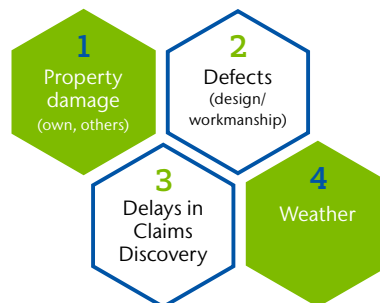 1
Property
damage
(own, others)
2
Defects
(design/
workmanship)
3
Delays in
Claims
Discovery
4
Weather